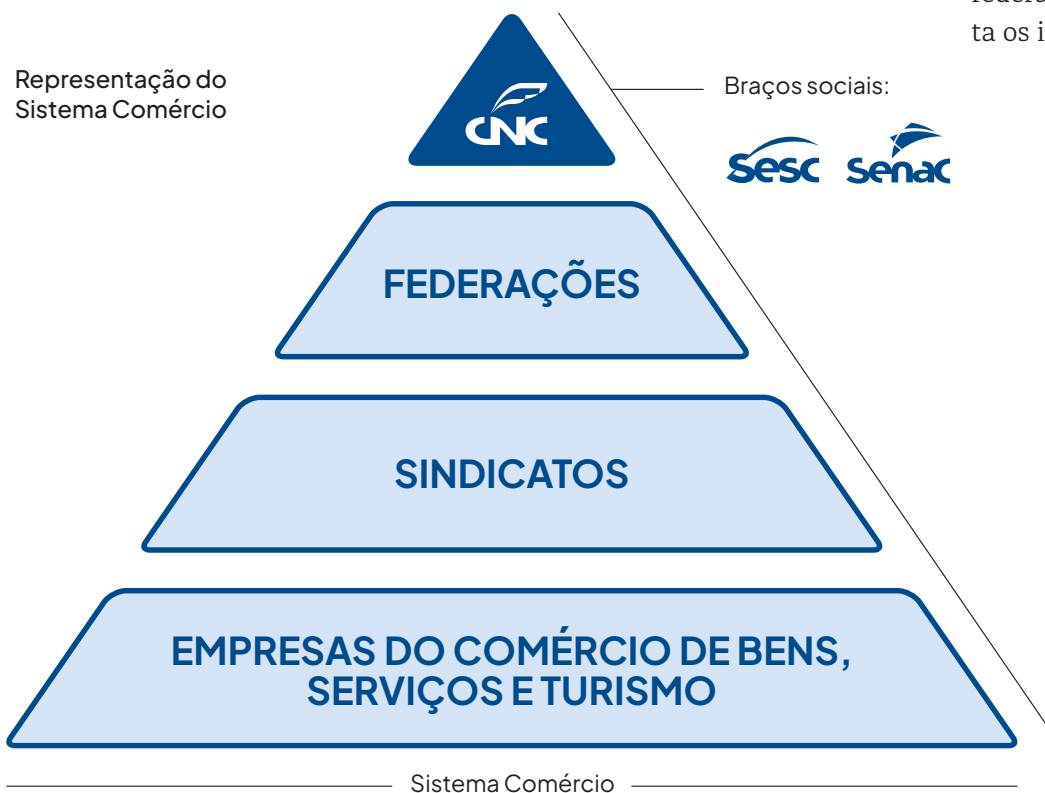 ta os i
Representação do
Sistema Comércio
CNC
Braços sociais:
Sesc Senac
FEDERAÇÕES
SINDICATOS
EMPRESAS DO COMÉRCIO DE BENS,
SERVIÇOS E TURISMO
Sistema Comércio